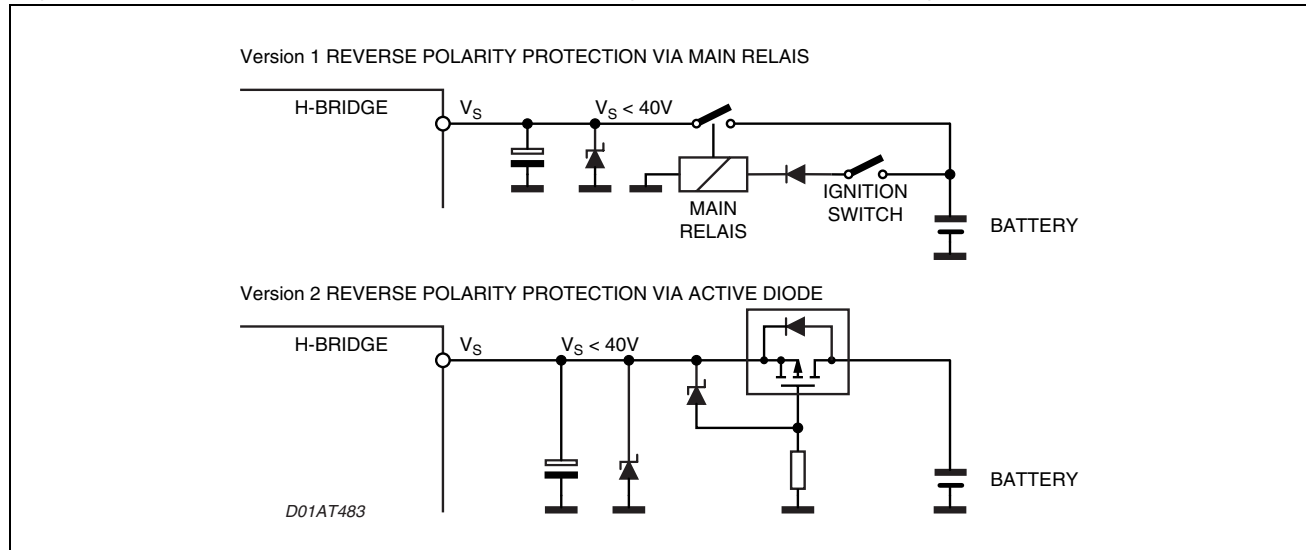 Version 1 REVERSE POLARITY PROTECTION VIA MAIN RELAIS
H-BRIDGE
VS
VS < 40V
MAIN
RELAIS
IGNITION
SWITCH
BATTERY
Version 2 REVERSE POLARITY PROTECTION VIA ACTIVE DIODE
H-BRIDGE
VS
VS < 40V
BATTERY
D01AT483